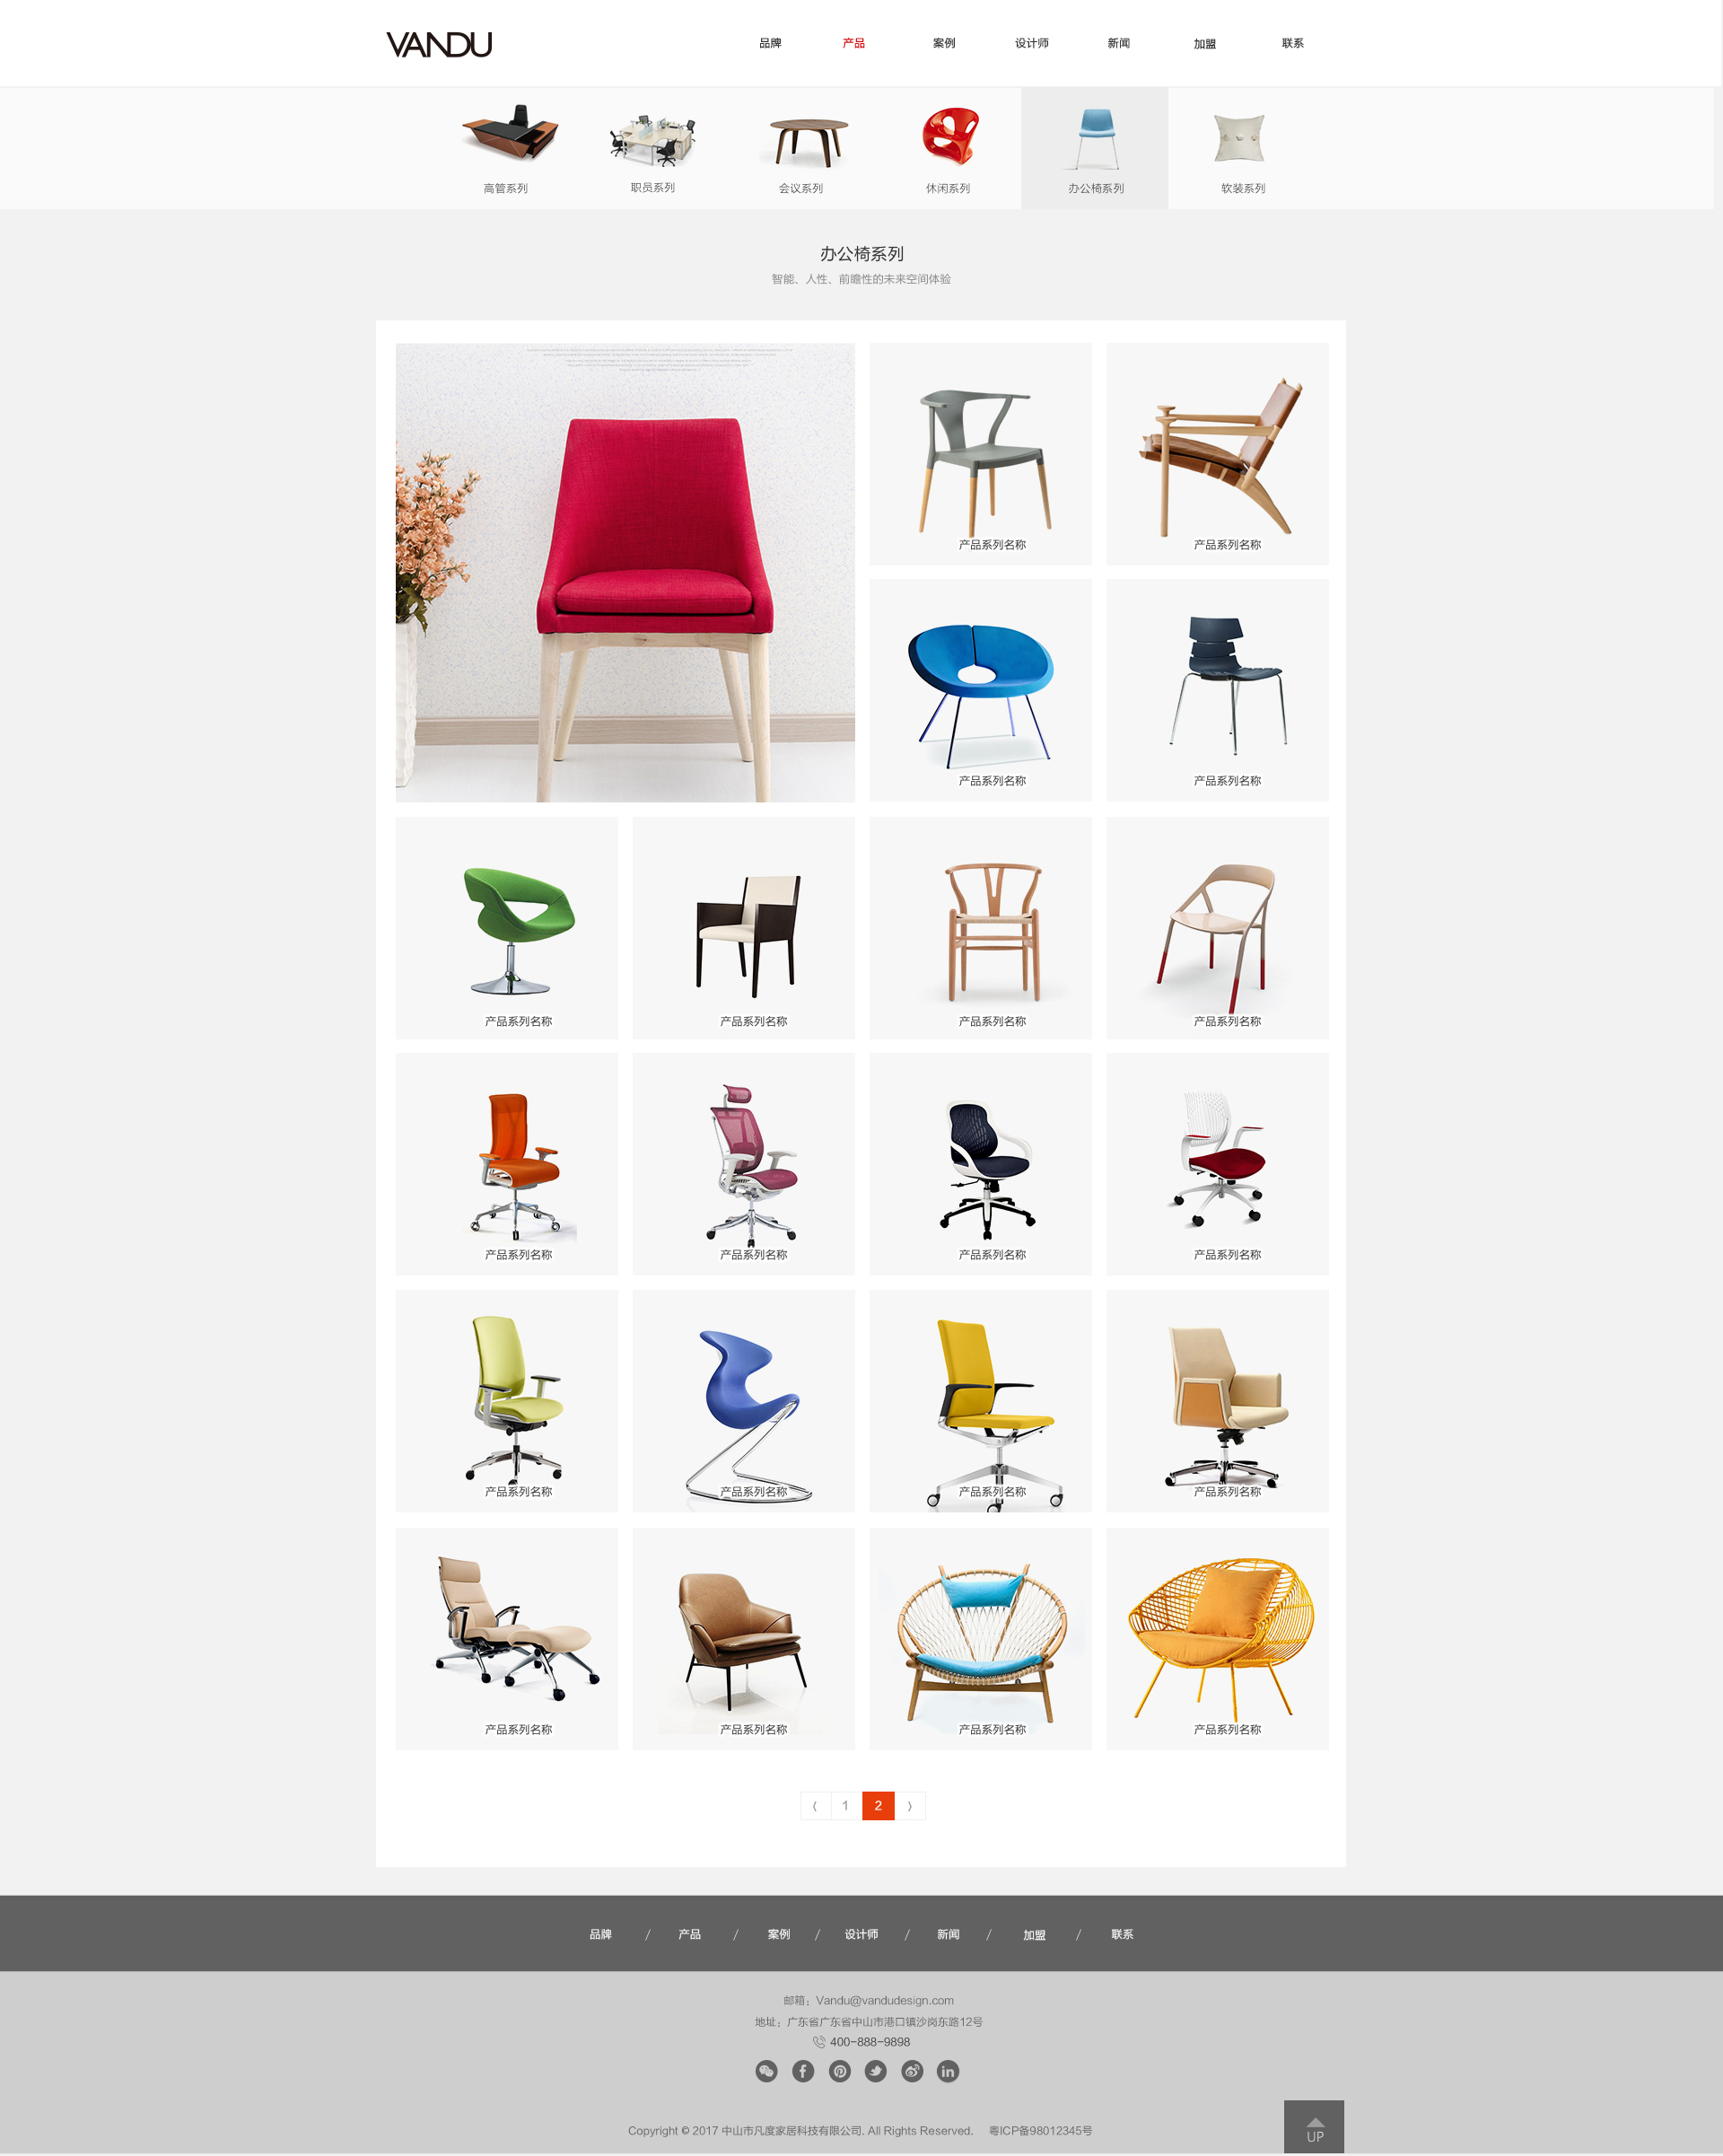 VANDU
品牌 产品 案例 设计师 新闻 加盟 联系
高管系列 职员系列 会议系列 休闲系列 办公椅系列 软装系列
办公椅系列
智能、人性、前瞻性的未来空间体验
产品系列名称 产品系列名称
产品系列名称 产品系列名称
产品系列名称 产品系列名称 产品系列名称 产品系列名称
产品系列名称 产品系列名称 产品系列名称 产品系列名称
产品系列名称 产品系列名称 产品系列名称 产品系列名称
产品系列名称 产品系列名称 产品系列名称 产品系列名称
⟨ 1 2 ⟩
品牌 / 产品 / 案例 / 设计师 / 新闻 / 加盟 / 联系
邮箱：Vandu@vandudesign.com
地址：广东省广东省中山市港口镇沙岗东路12号
400-888-9898
Copyright © 2017 中山市凡度家居科技有限公司. All Rights Reserved. 粤ICP备98012345号
UP